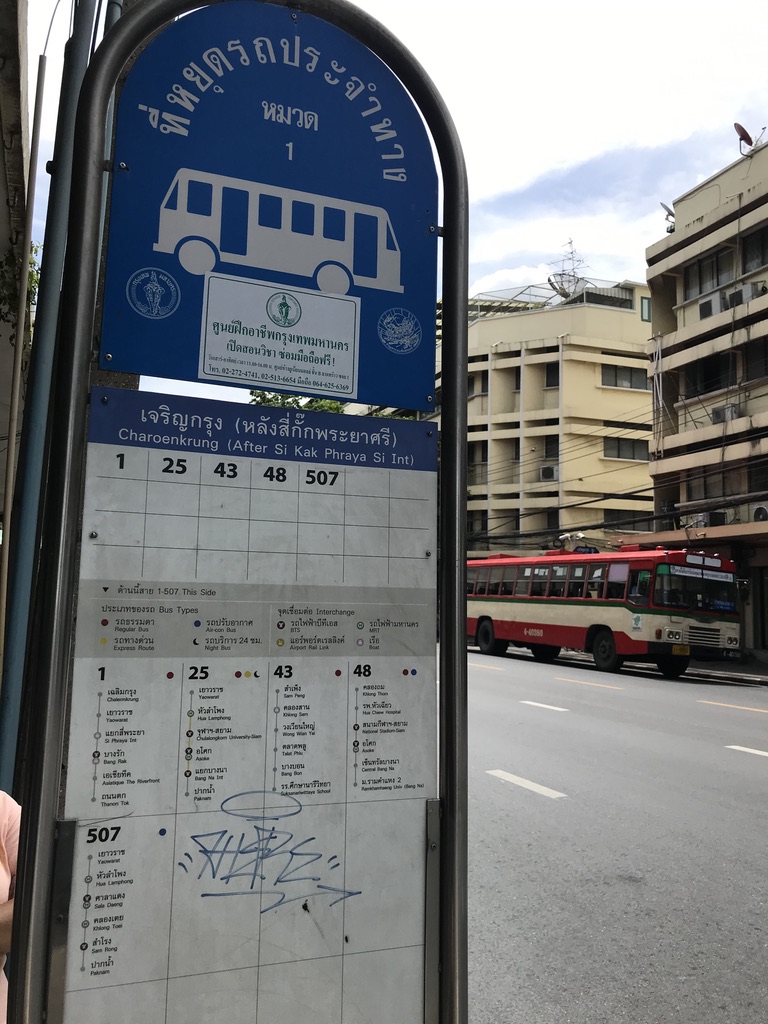 ที่หยุดรถประจำทาง
หมวด
1
ศูนย์ฝึกอาชีพกรุงเทพมหานคร
เปิดสอนวิชา ซ่อมมือถือฟรี!
โทร. 02-272-4741, 02-513-6654 มือถือ 064-625-6369
เจริญกรุง (หลังสี่กั๊กพระยาศรี)
Charoenkrung (After Si Kak Phraya Si Int)
1 25 43 48 507
▼ ด้านนี้สาย 1-507 This Side
ประเภทของรถ Bus Types
รถธรรมดา
Regular Bus
รถปรับอากาศ
Air-con Bus
รถทางด่วน
Express Route
รถบริการ 24 ชม.
Night Bus
จุดเชื่อมต่อ Interchange
รถไฟฟ้าบีทีเอส
BTS
รถไฟฟ้ามหานคร
MRT
แอร์พอร์ตเรลลิงค์
Airport Rail Link
เรือ
Boat
1
เฉลิมกรุง
Chalermkrung
เยาวราช
Yaowarat
แยกสี่พระยา
Si Phraya Int
บางรัก
Bang Rak
เอเชียทีค
Asiatique The Riverfront
ถนนตก
Thanon Tok
25
เยาวราช
Yaowarat
หัวลำโพง
Hua Lamphong
จุฬาฯ-สยาม
Chulalongkorn University-Siam
อโศก
Asoke
แยกบางนา
Bang Na Int
ปากน้ำ
Paknam
43
สำเพ็ง
Sam Peng
คลองสาน
Khlong San
วงเวียนใหญ่
Wong Wian Yai
ตลาดพลู
Talat Phlu
บางบอน
Bang Bon
รร.ศึกษานารีวิทยา
Suksanareewittaya School
48
คลองถม
Khlong Thom
รพ.หัวเฉียว
Hua Chiew Hospital
สนามกีฬาฯ-สยาม
National Stadium-Siam
อโศก
Asoke
เซ็นทรัลบางนา
Central Bang Na
ม.รามคำแหง 2
Ramkhamhaeng Univ (Bang Na)
507
เยาวราช
Yaowarat
หัวลำโพง
Hua Lamphong
ศาลาแดง
Sala Daeng
คลองเตย
Khlong Toei
สำโรง
Sam Rong
ปากน้ำ
Paknam